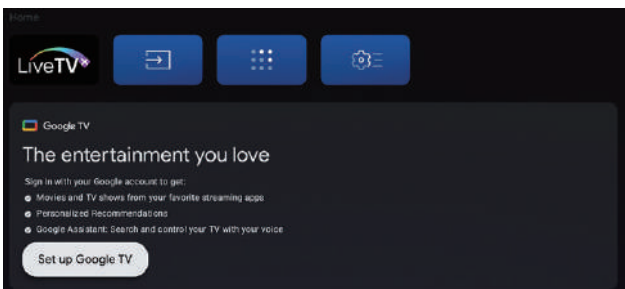 Home
LiveTV
Google TV
The entertainment you love
Sign in with your Google account to get:
Movies and TV shows from your favorite streaming apps
Personalized Recommendations
Google Assistant: Search and control your TV with your voice
Set up Google TV